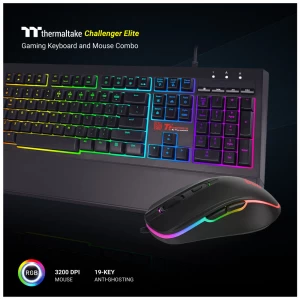 thermaltake Challenger Elite
Gaming Keyboard and Mouse Combo
RGB
3200 DPI
MOUSE
19-KEY
ANTI-GHOSTING